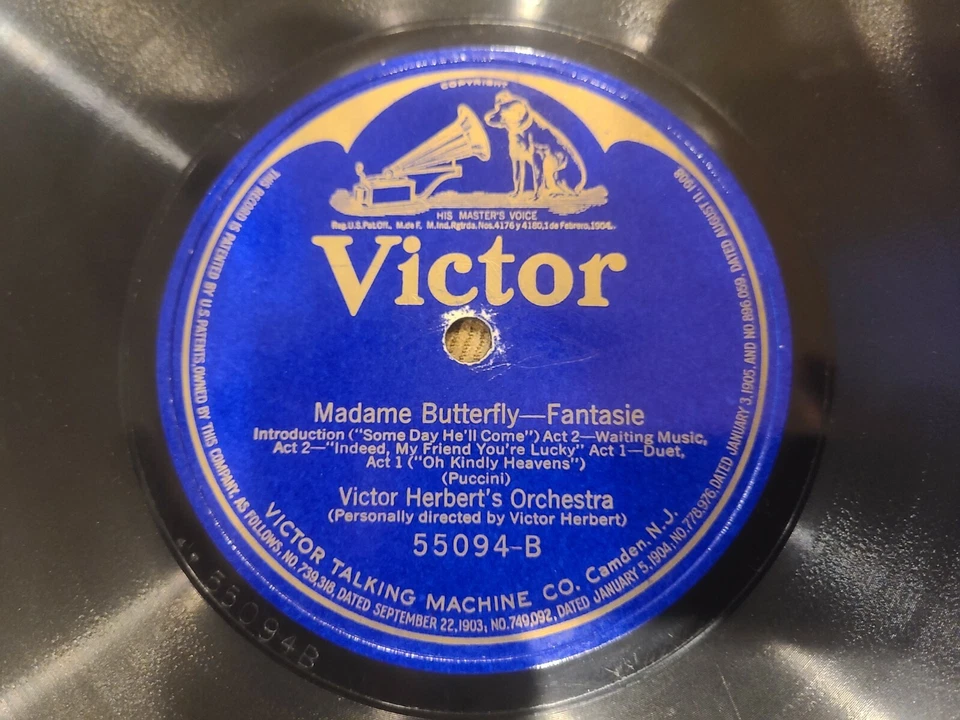 COPYRIGHT
HIS MASTER'S VOICE
Reg.U.S.Pat.Off., M.de F. M.Ind.Rgtrda.Nos.4176 y 4180,1 de Febrero,1904.
Victor
Madame Butterfly—Fantasie
Introduction ("Some Day He'll Come") Act 2—Waiting Music,
Act 2—"Indeed, My Friend You're Lucky" Act 1—Duet,
Act 1 ("Oh Kindly Heavens")
(Puccini)
Victor Herbert's Orchestra
(Personally directed by Victor Herbert)
55094-B
VICTOR TALKING MACHINE CO. Camden. N.J.
THIS RECORD IS PATENTED BY U.S. PATENTS, OWNED BY THIS COMPANY, AS FOLLOWS, NO. 739,318, DATED SEPTEMBER 22,1903, NO.749,092, DATED JANUARY 5,1904, NO.778,976, DATED JANUARY 3,1905, AND NO.896,059, DATED AUGUST 11,1908
55094B